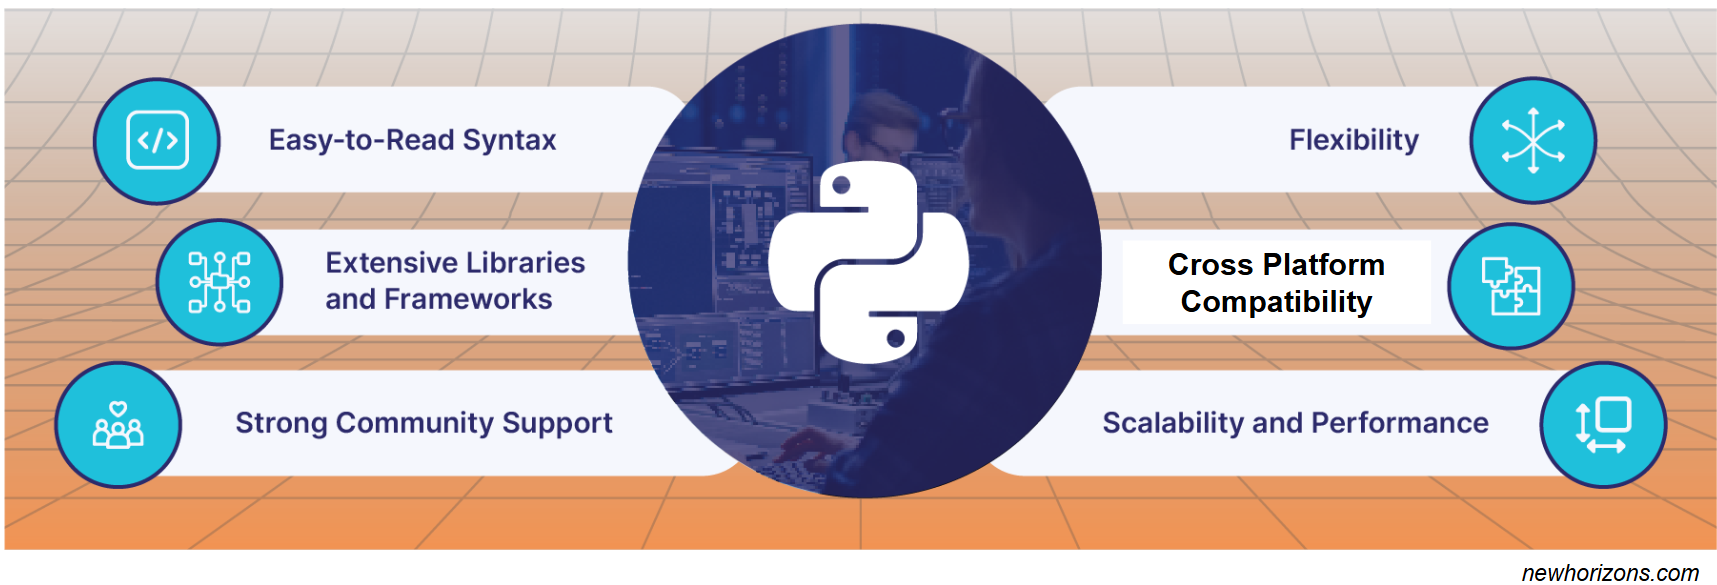 Easy-to-Read Syntax
Extensive Libraries
and Frameworks
Strong Community Support
Flexibility
Cross Platform
Compatibility
Scalability and Performance
newhorizons.com